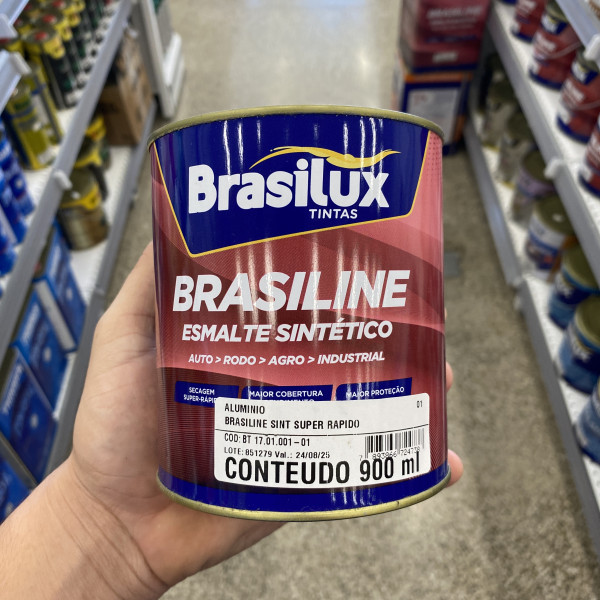 Brasilux
TINTAS
BRASILINE
ESMALTE SINTÉTICO
AUTO > RODO > AGRO > INDUSTRIAL
SECAGEM
SUPER-RÁPI
MAIOR COBERTURA
MAIOR PROTEÇÃO
ALUMINIO 01
BRASILINE SINT SUPER RAPIDO
COD: BT 17.01.001-01
LOTE: 851279 Val.: 24/08/25
CONTEUDO 900 ml